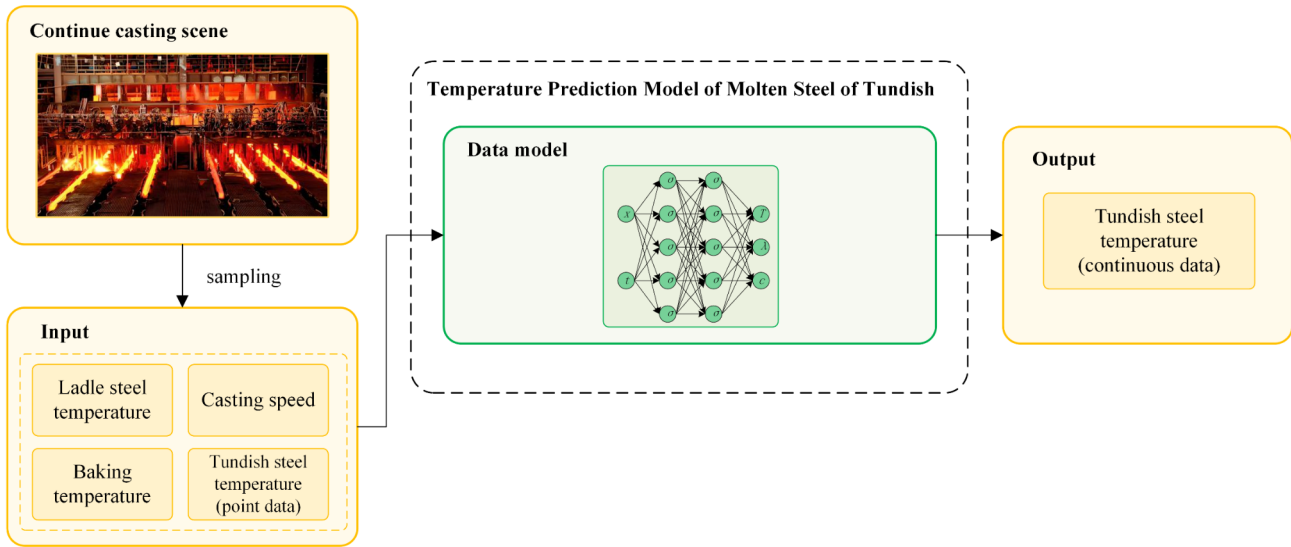 Continue casting scene
sampling
Input
Ladle steel
temperature
Casting speed
Baking
temperature
Tundish steel
temperature
(point data)
Temperature Prediction Model of Molten Steel of Tundish
Data model
x
t
σ
σ
σ
σ
σ
σ
σ
σ
σ
σ
T
λ
c
Output
Tundish steel
temperature
(continuous data)